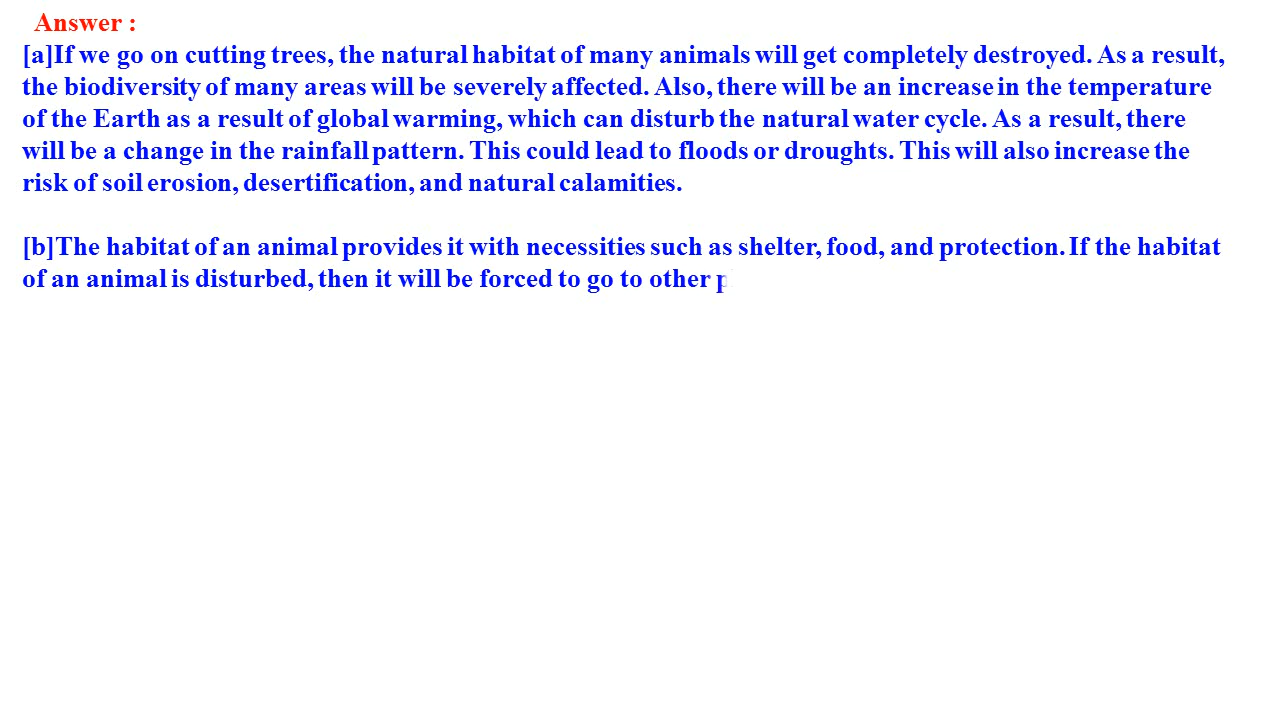 Answer :
[a]If we go on cutting trees, the natural habitat of many animals will get completely destroyed. As a result,
the biodiversity of many areas will be severely affected. Also, there will be an increase in the temperature
of the Earth as a result of global warming, which can disturb the natural water cycle. As a result, there
will be a change in the rainfall pattern. This could lead to floods or droughts. This will also increase the
risk of soil erosion, desertification, and natural calamities.
[b]The habitat of an animal provides it with necessities such as shelter, food, and protection. If the habitat
of an animal is disturbed, then it will be forced to go to other